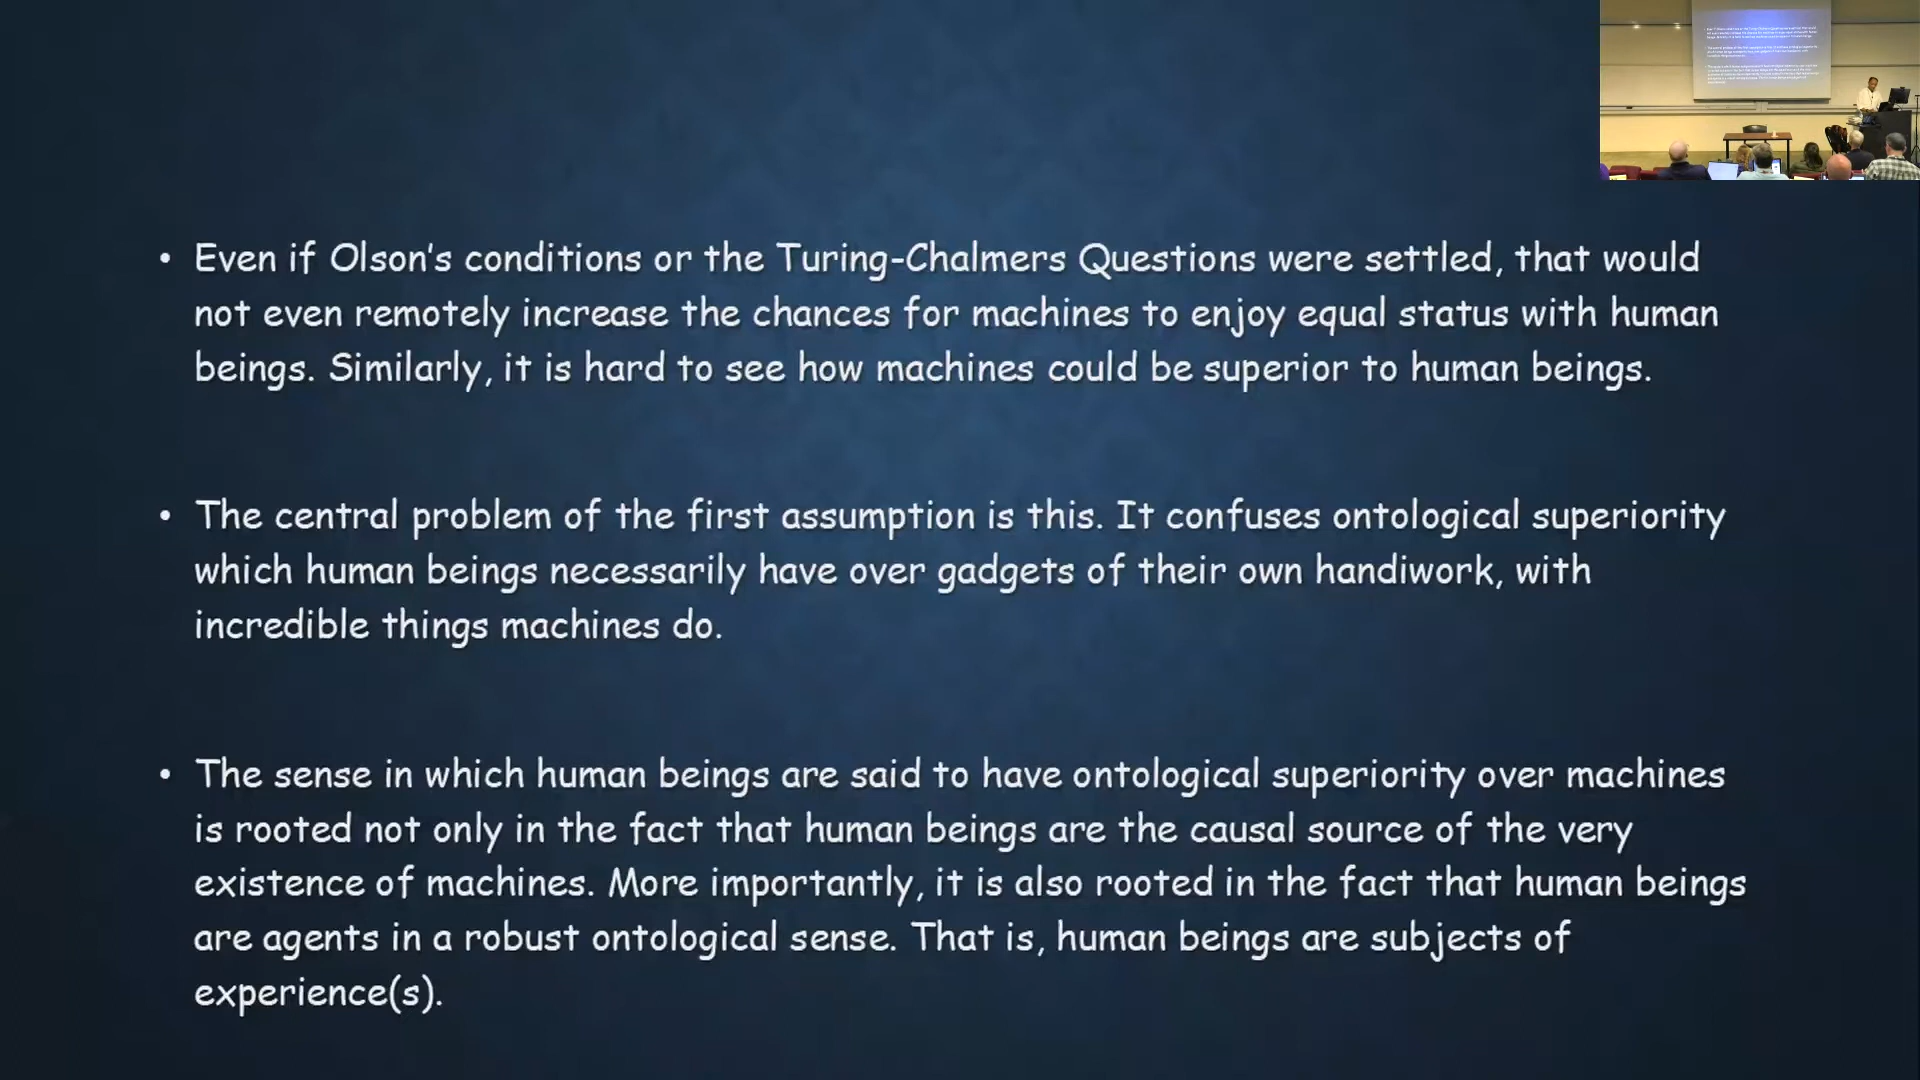 • Even if Olson's conditions or the Turing-Chalmers Questions were settled, that would
not even remotely increase the chances for machines to enjoy equal status with human
beings. Similarly, it is hard to see how machines could be superior to human beings.
• The central problem of the first assumption is this. It confuses ontological superiority
which human beings necessarily have over gadgets of their own handiwork, with
incredible things machines do.
• The sense in which human beings are said to have ontological superiority over machines
is rooted not only in the fact that human beings are the causal source of the very
existence of machines. More importantly, it is also rooted in the fact that human beings
are agents in a robust ontological sense. That is, human beings are subjects of
experience(s).